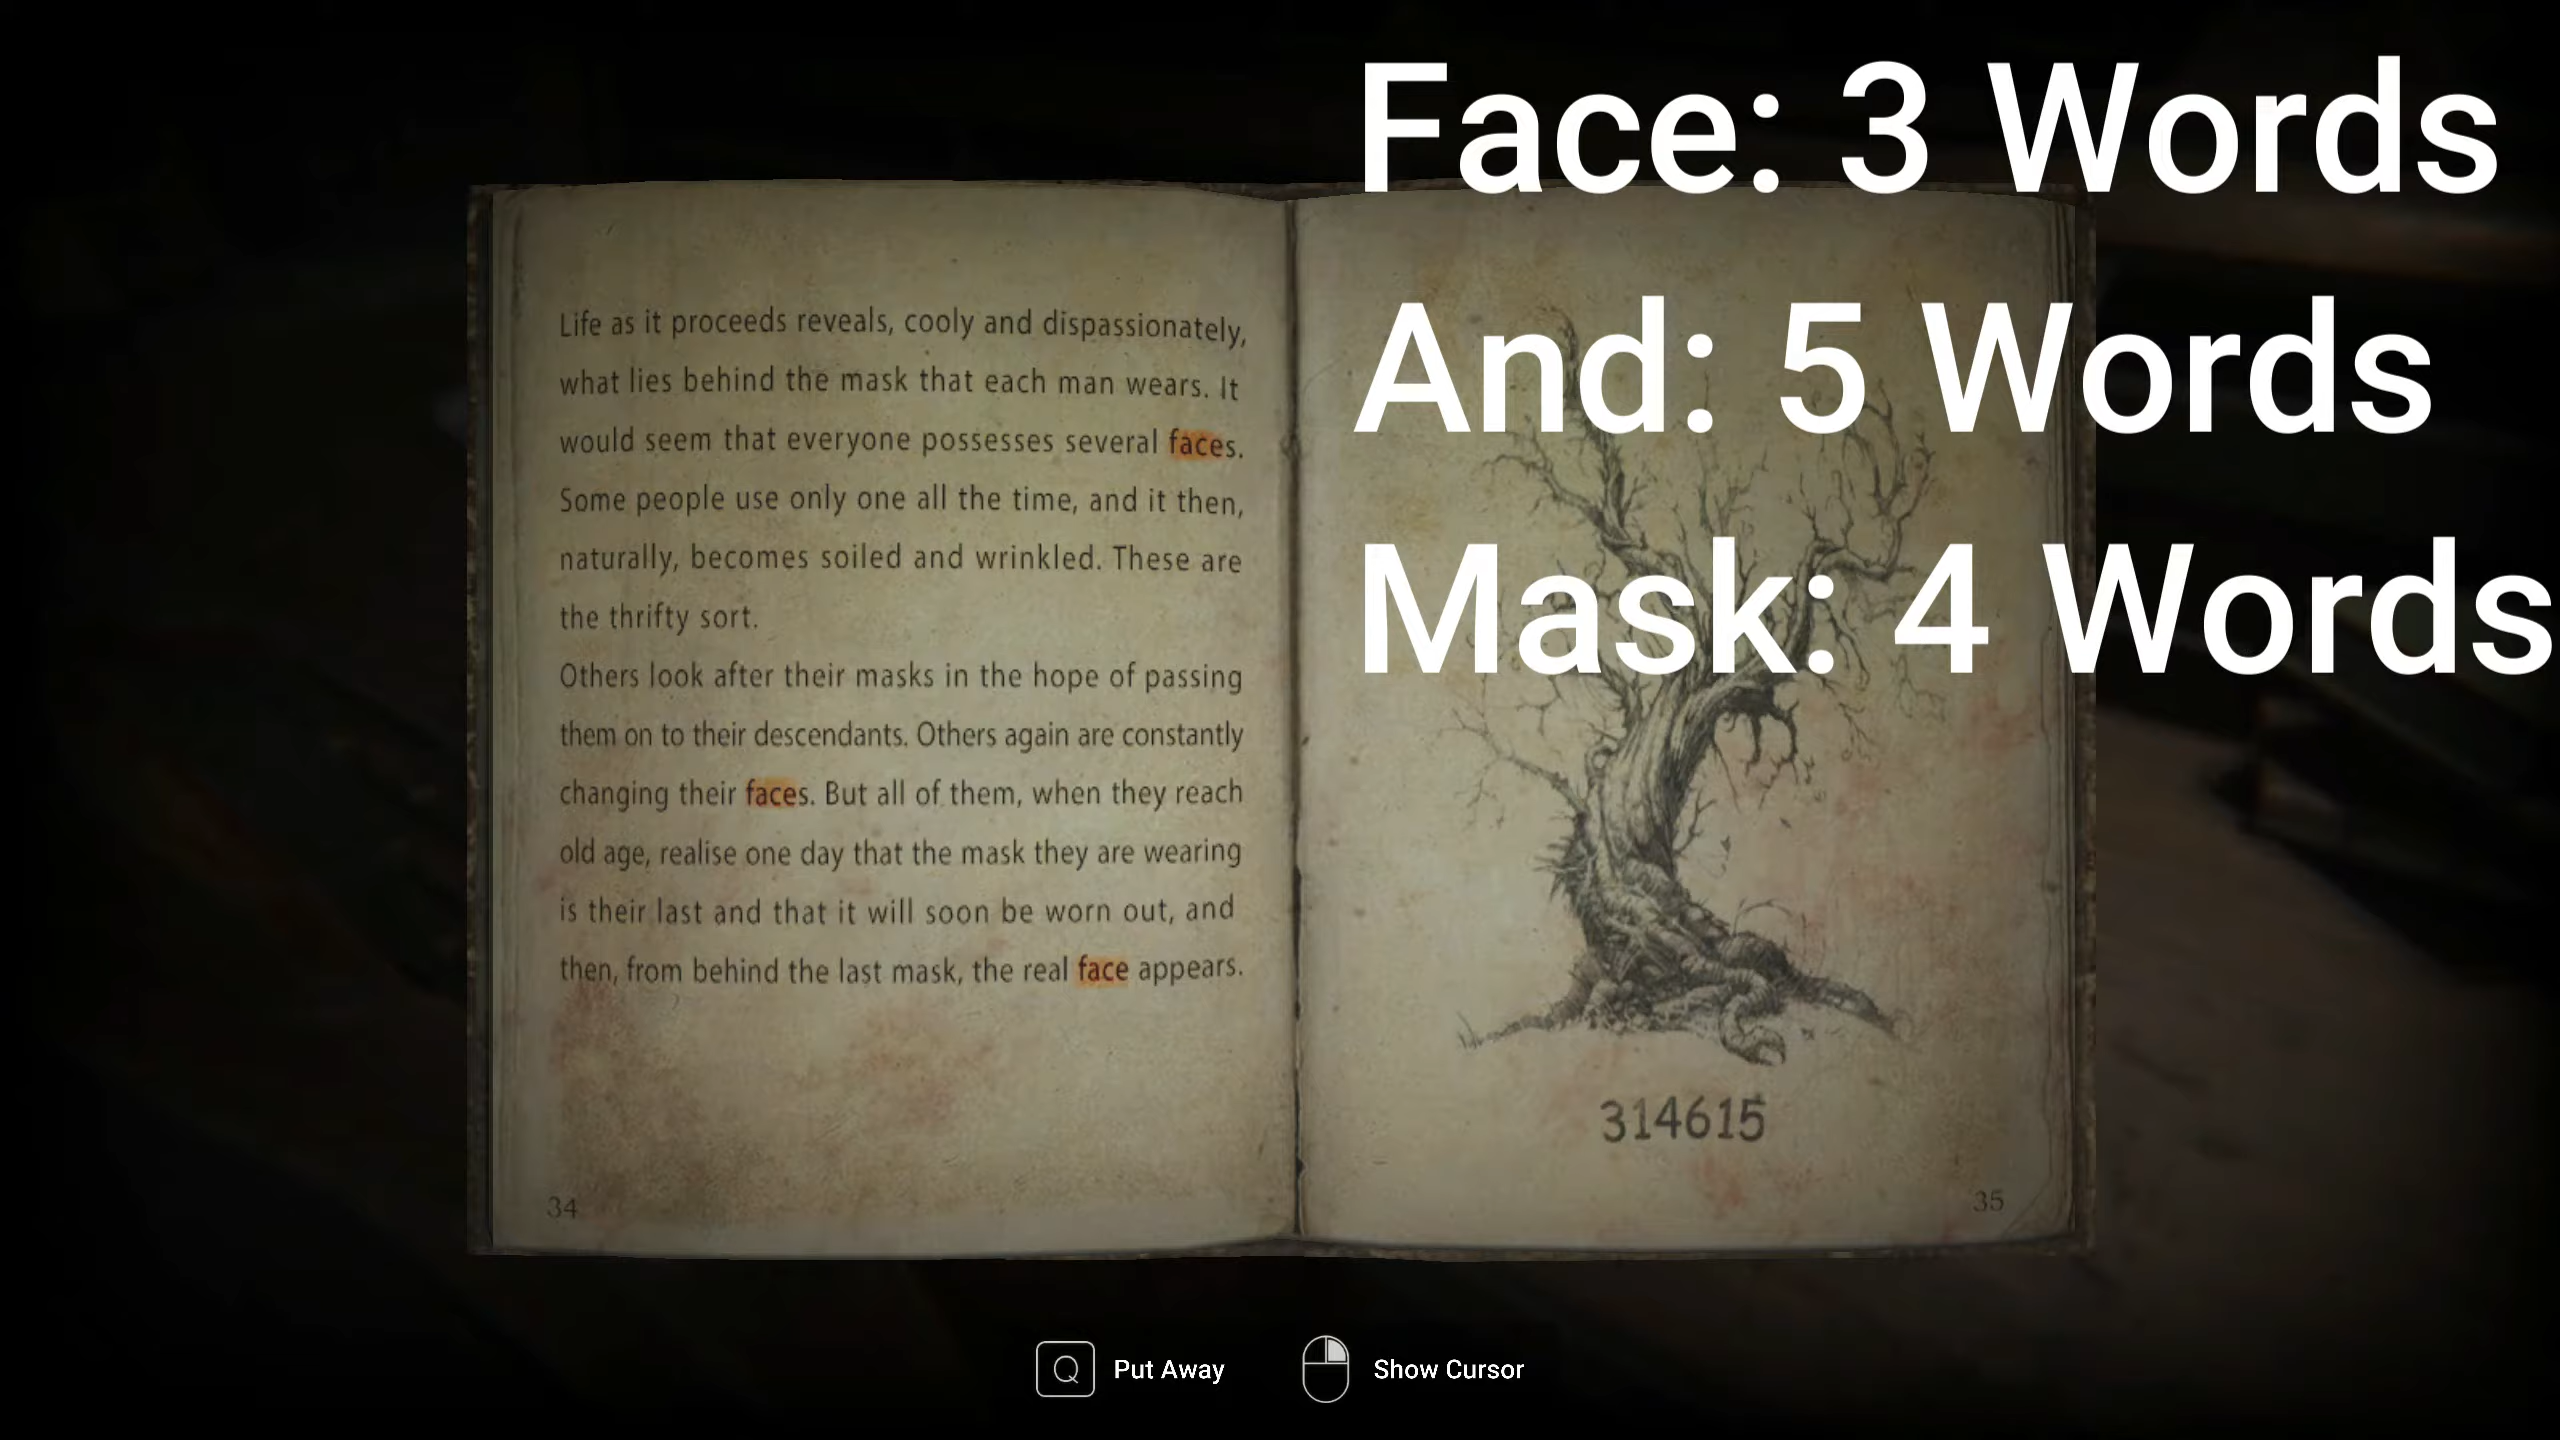 Face: 3 Words
And: 5 Words
Mask: 4 Words
Life as it proceeds reveals, cooly and dispassionately,
what lies behind the mask that each man wears. It
would seem that everyone possesses several faces.
Some people use only one all the time, and it then,
naturally, becomes soiled and wrinkled. These are
the thrifty sort.
Others look after their masks in the hope of passing
them on to their descendants. Others again are constantly
changing their faces. But all of them, when they reach
old age, realise one day that the mask they are wearing
is their last and that it will soon be worn out, and
then, from behind the last mask, the real face appears.
34
314615
35
Q Put Away Show Cursor